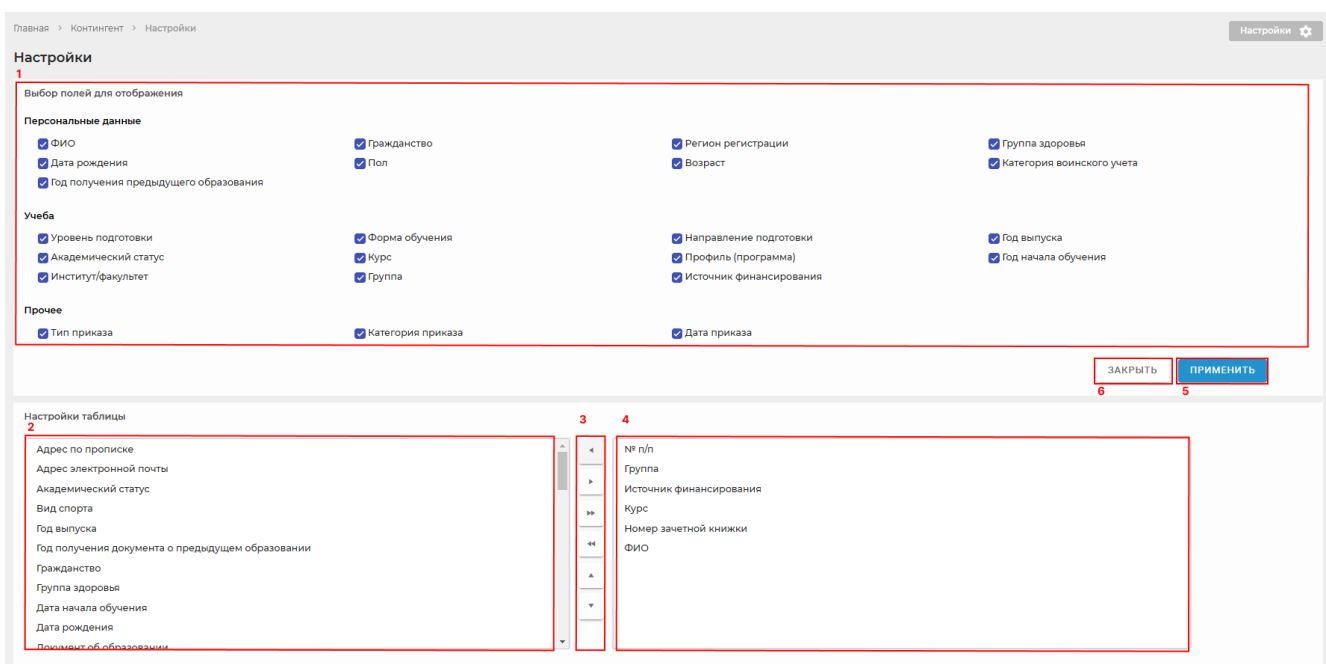 Главная > Контингент > Настройки
Настройки
Настройки
1
Выбор полей для отображения
Персональные данные
ФИО Гражданство Регион регистрации Группа здоровья
Дата рождения Пол Возраст Категория воинского учета
Год получения предыдущего образования
Учеба
Уровень подготовки Форма обучения Направление подготовки Год выпуска
Академический статус Курс Профиль (программа) Год начала обучения
Институт/факультет Группа Источник финансирования
Прочее
Тип приказа Категория приказа Дата приказа
ЗАКРЫТЬ ПРИМЕНИТЬ
6 5
Настройки таблицы
2 3 4
Адрес по прописке № п/п
Адрес электронной почты Группа
Академический статус Источник финансирования
Вид спорта Курс
Год выпуска Номер зачетной книжки
Год получения документа о предыдущем образовании ФИО
Гражданство
Группа здоровья
Дата начала обучения
Дата рождения
Документ об образовании